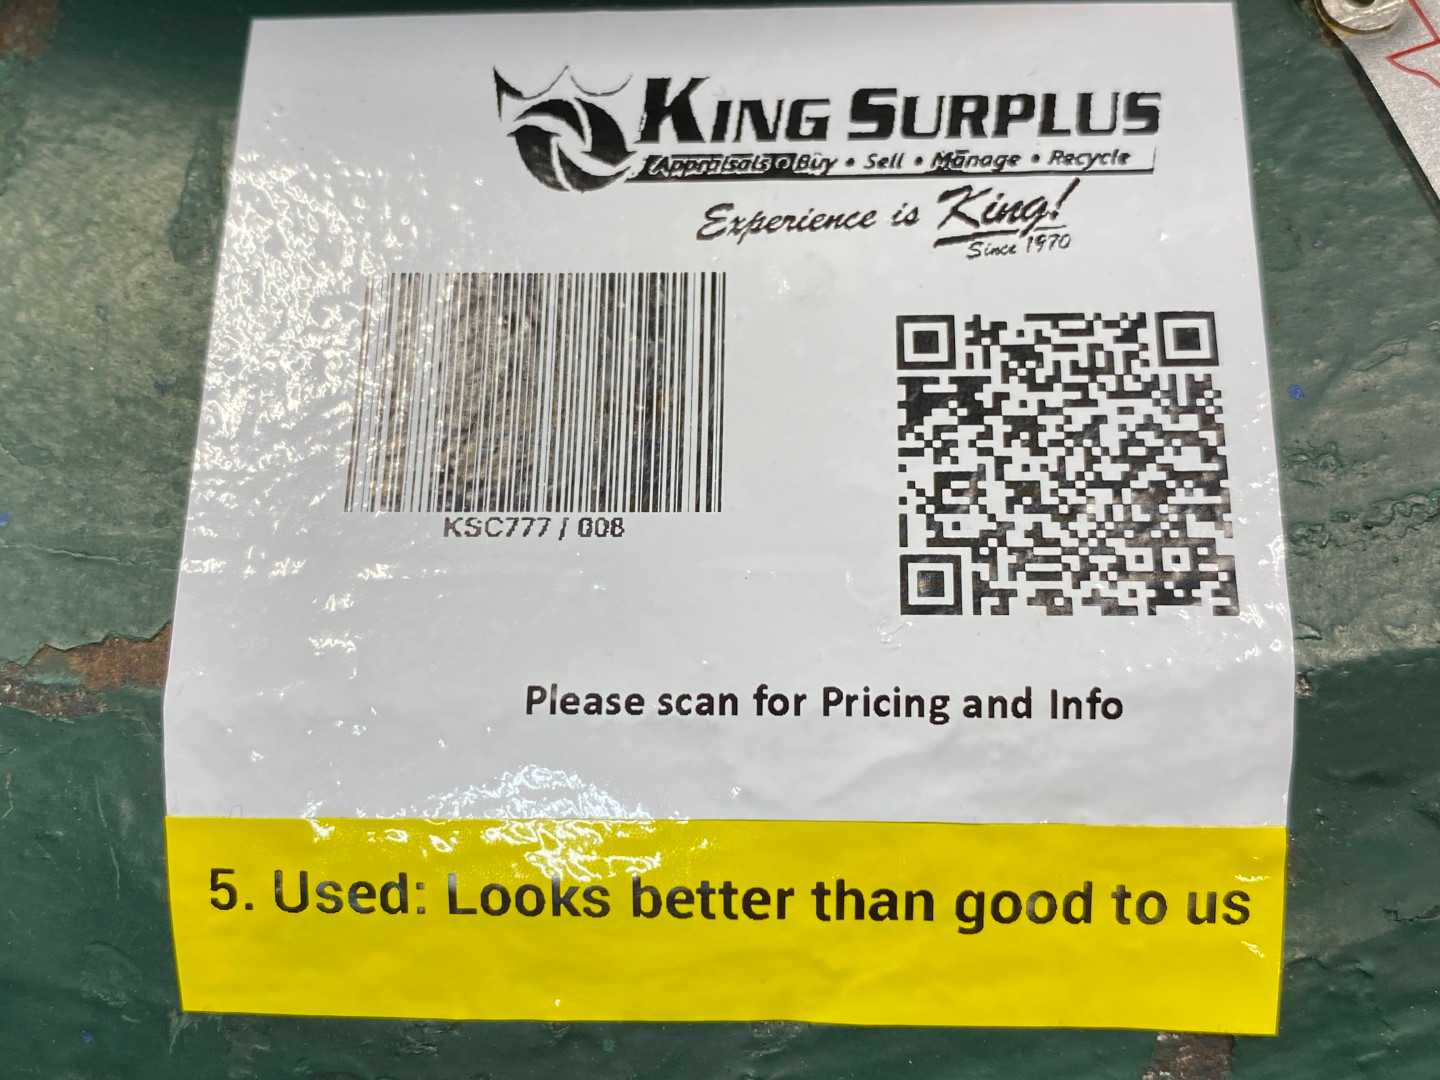 KING SURPLUS
Appraisals • Buy • Sell • Manage • Recycle
Experience is King!
Since 1970
KSC777 / 008
Please scan for Pricing and Info
5. Used: Looks better than good to us